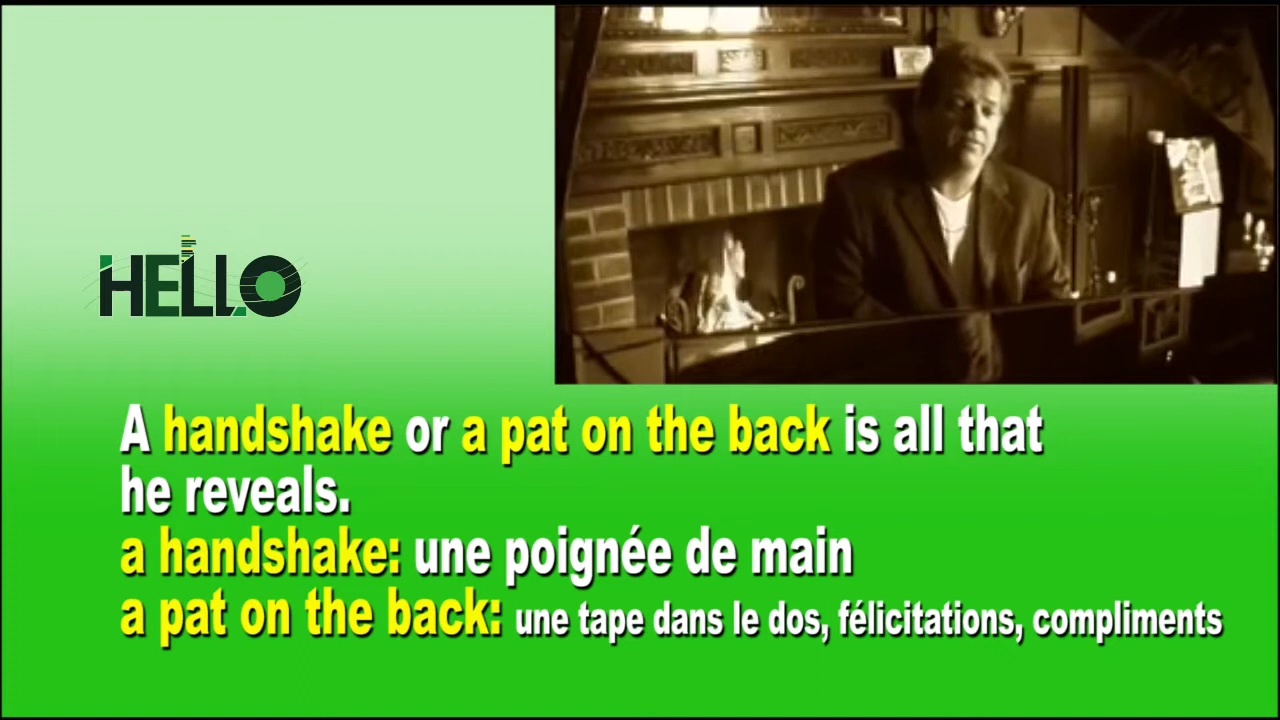 HELLO
A handshake or a pat on the back is all that
he reveals.
a handshake: une poignée de main
a pat on the back: une tape dans le dos, félicitations, compliments